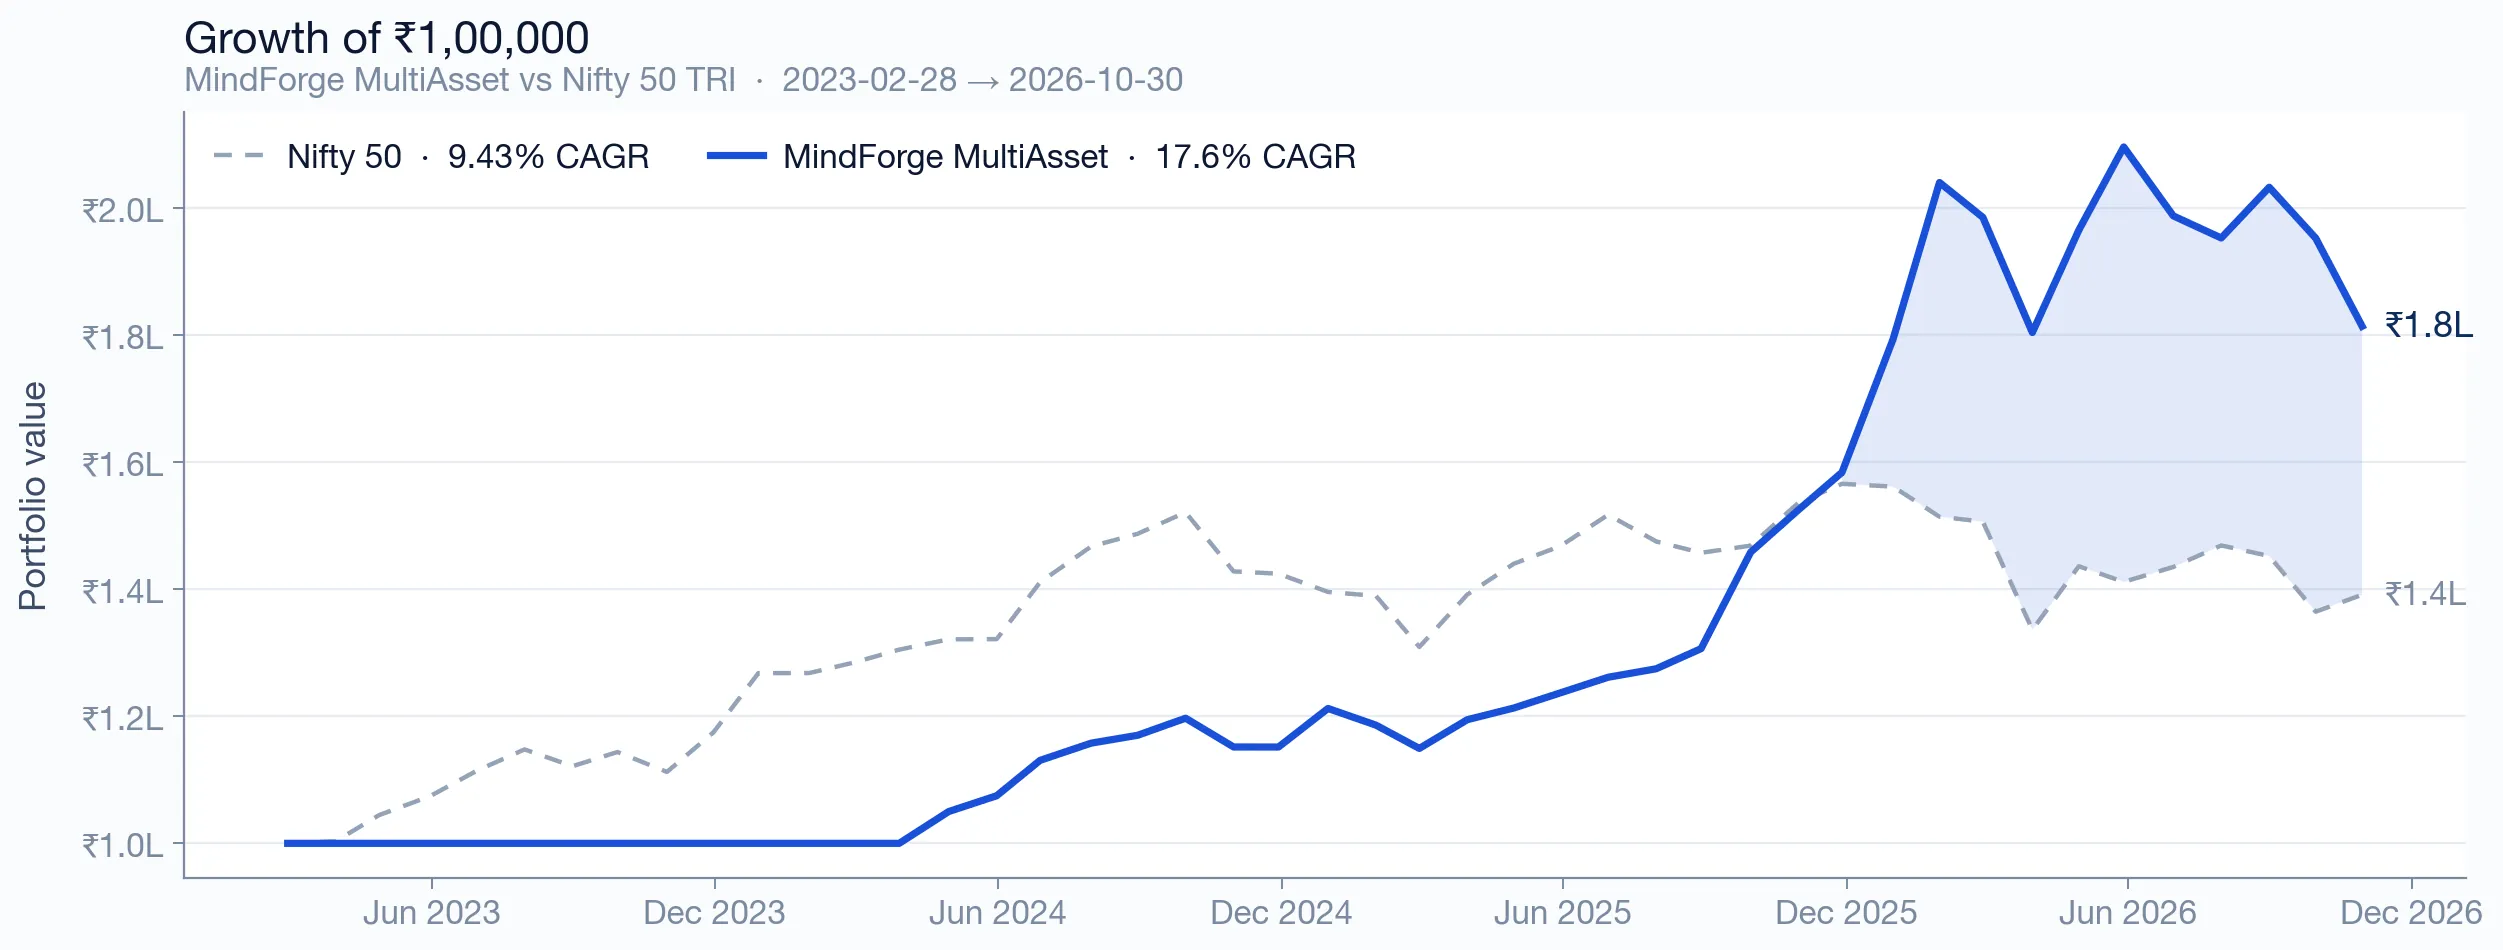 Growth of ₹1,00,000
MindForge MultiAsset vs Nifty 50 TRI · 2023-02-28 → 2026-10-30
Nifty 50 · 9.43% CAGR
MindForge MultiAsset · 17.6% CAGR
Portfolio value
₹2.0L
₹1.8L
₹1.6L
₹1.4L
₹1.2L
₹1.0L
₹1.8L
₹1.4L
Jun 2023
Dec 2023
Jun 2024
Dec 2024
Jun 2025
Dec 2025
Jun 2026
Dec 2026